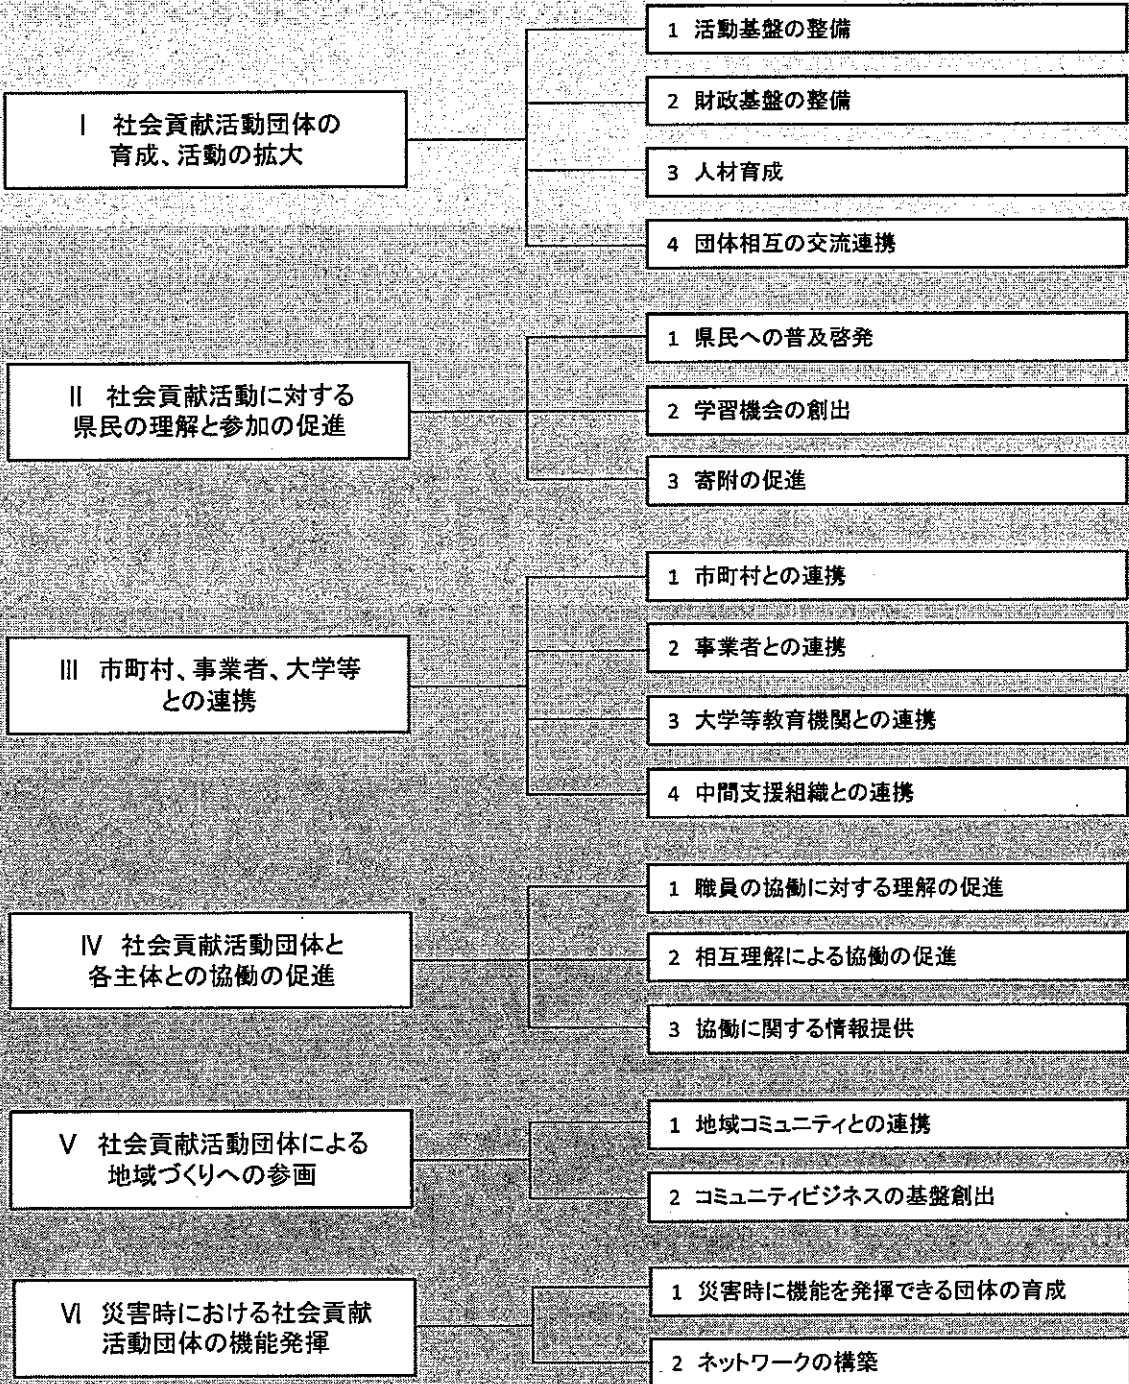 Ⅰ 社会貢献活動団体の
育成、活動の拡大
1 活動基盤の整備
2 財政基盤の整備
3 人材育成
4 団体相互の交流連携
Ⅱ 社会貢献活動に対する
県民の理解と参加の促進
1 県民への普及啓発
2 学習機会の創出
3 寄附の促進
Ⅲ 市町村、事業者、大学等
との連携
1 市町村との連携
2 事業者との連携
3 大学等教育機関との連携
4 中間支援組織との連携
Ⅳ 社会貢献活動団体と
各主体との協働の促進
1 職員の協働に対する理解の促進
2 相互理解による協働の促進
3 協働に関する情報提供
Ⅴ 社会貢献活動団体による
地域づくりへの参画
1 地域コミュニティとの連携
2 コミュニティビジネスの基盤創出
Ⅵ 災害時における社会貢献
活動団体の機能発揮
1 災害時に機能を発揮できる団体の育成
2 ネットワークの構築